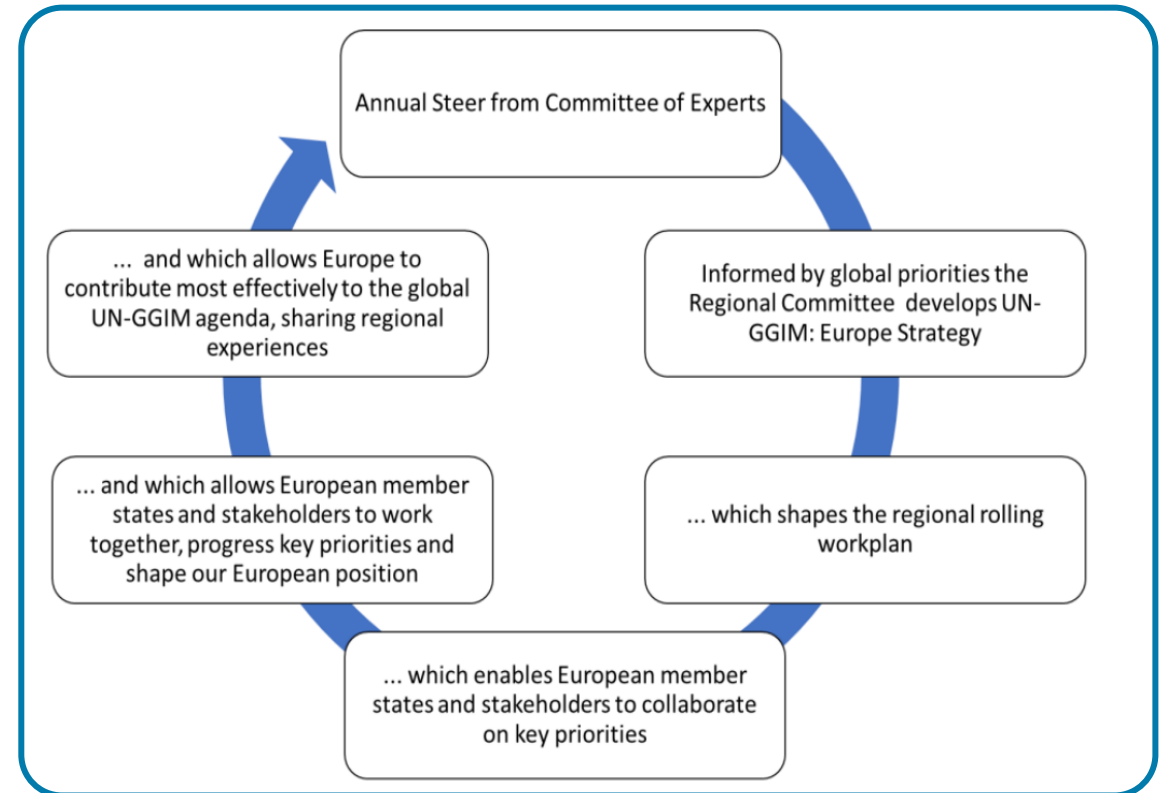 Annual Steer from Committee of Experts
Informed by global priorities the
Regional Committee develops UN-
GGIM: Europe Strategy
... which shapes the regional rolling
workplan
... which enables European member
states and stakeholders to collaborate
on key priorities
... and which allows European member
states and stakeholders to work
together, progress key priorities and
shape our European position
... and which allows Europe to
contribute most effectively to the global
UN-GGIM agenda, sharing regional
experiences